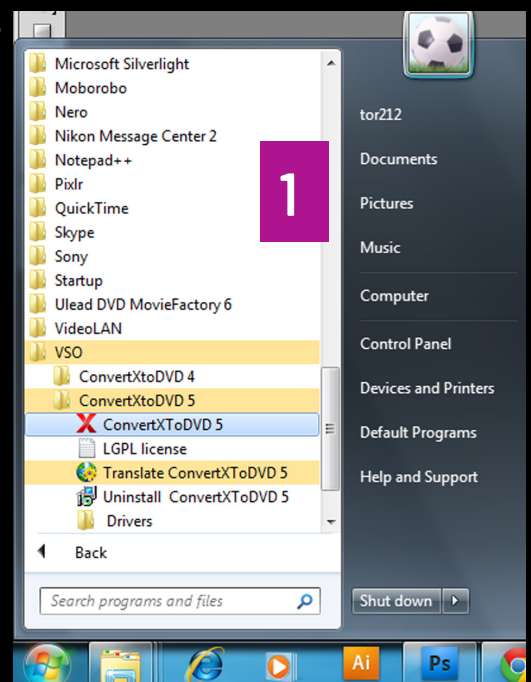 Microsoft Silverlight
Moborobo
Nero
Nikon Message Center 2
Notepad++
Pixlr
QuickTime
Skype
Sony
Startup
Ulead DVD MovieFactory 6
VideoLAN
VSO
ConvertXtoDVD 4
ConvertXtoDVD 5
ConvertXToDVD 5
LGPL license
Translate ConvertXToDVD 5
Uninstall ConvertXToDVD 5
Drivers
Back
Search programs and files
1
tor212
Documents
Pictures
Music
Computer
Control Panel
Devices and Printers
Default Programs
Help and Support
Shut down
Ai
Ps